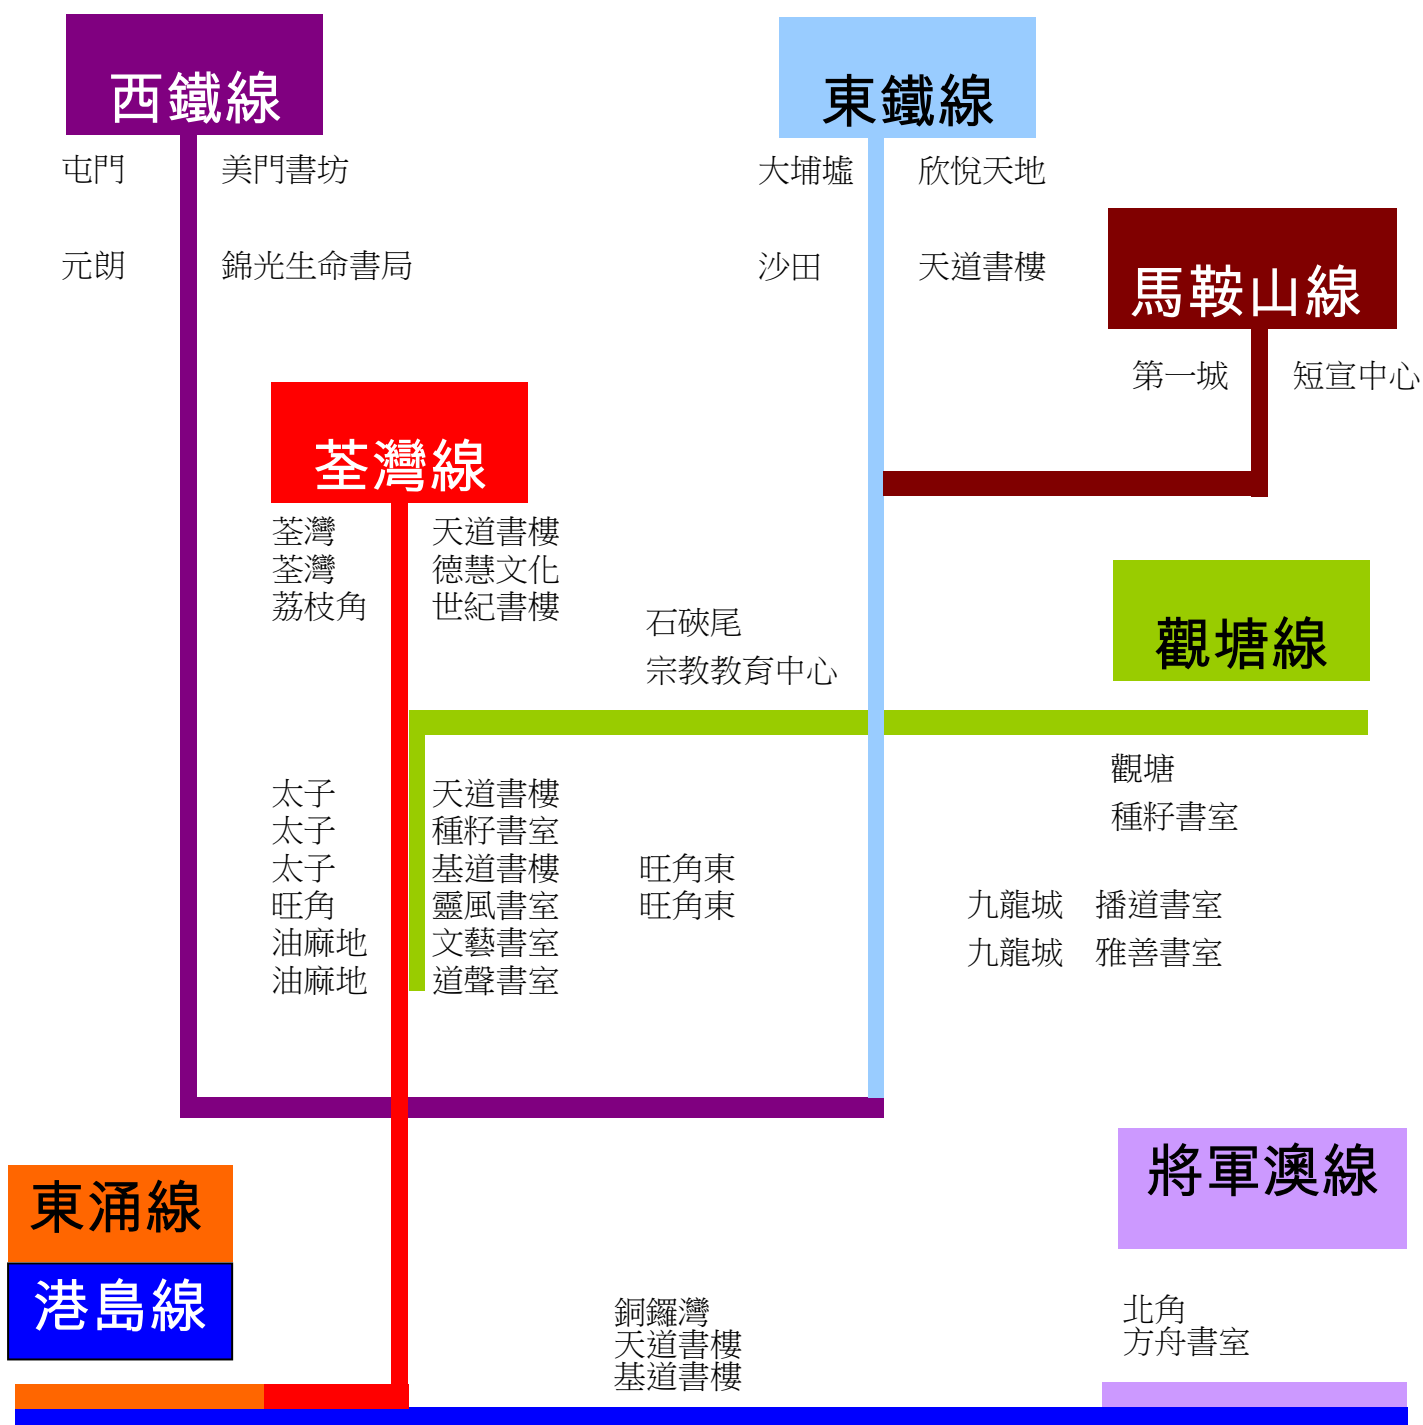 西鐵線
東鐵線
屯門 美門書坊
大埔墟 欣悅天地
元朗 錦光生命書局
沙田 天道書樓
馬鞍山線
第一城 短宣中心
荃灣線
荃灣 天道書樓
荃灣 德慧文化
荔枝角 世紀書樓
石硤尾
宗教教育中心
觀塘線
觀塘
種籽書室
太子 天道書樓
太子 種籽書室
太子 基道書樓 旺角東
旺角 靈風書室 旺角東
油麻地 文藝書室
油麻地 道聲書室
九龍城 播道書室
九龍城 雅善書室
將軍澳線
東涌線
港島線
銅鑼灣
天道書樓
基道書樓
北角
方舟書室